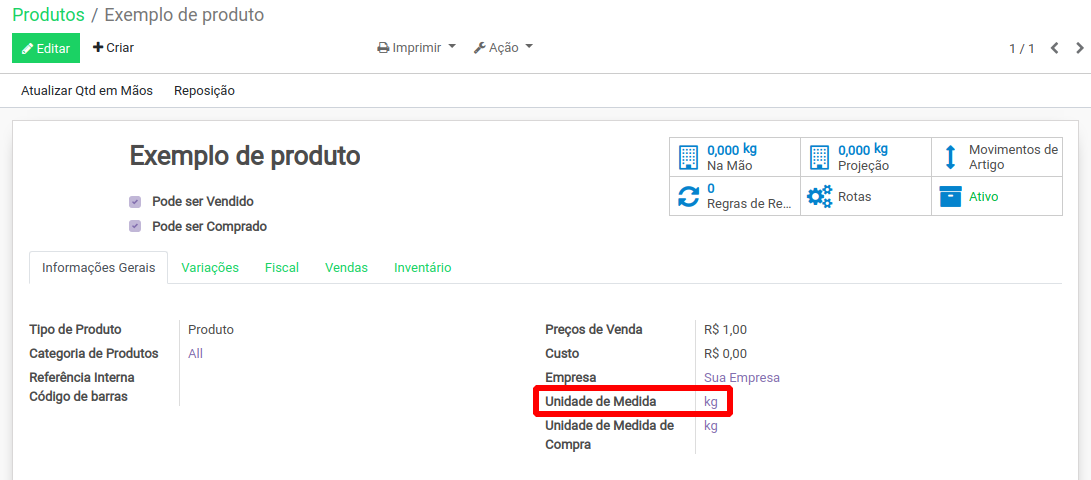 Produtos / Exemplo de produto
Editar Criar Imprimir Ação 1 / 1
Atualizar Qtd em Mãos Reposição
Exemplo de produto
0,000 kg
Na Mão
0,000 kg
Projeção
Movimentos de
Artigo
0
Regras de Re...
Rotas
Ativo
Pode ser Vendido
Pode ser Comprado
Informações Gerais Variações Fiscal Vendas Inventário
Tipo de Produto Produto
Categoria de Produtos All
Referência Interna
Código de barras
Preços de Venda R$ 1,00
Custo R$ 0,00
Empresa Sua Empresa
Unidade de Medida kg
Unidade de Medida de kg
Compra